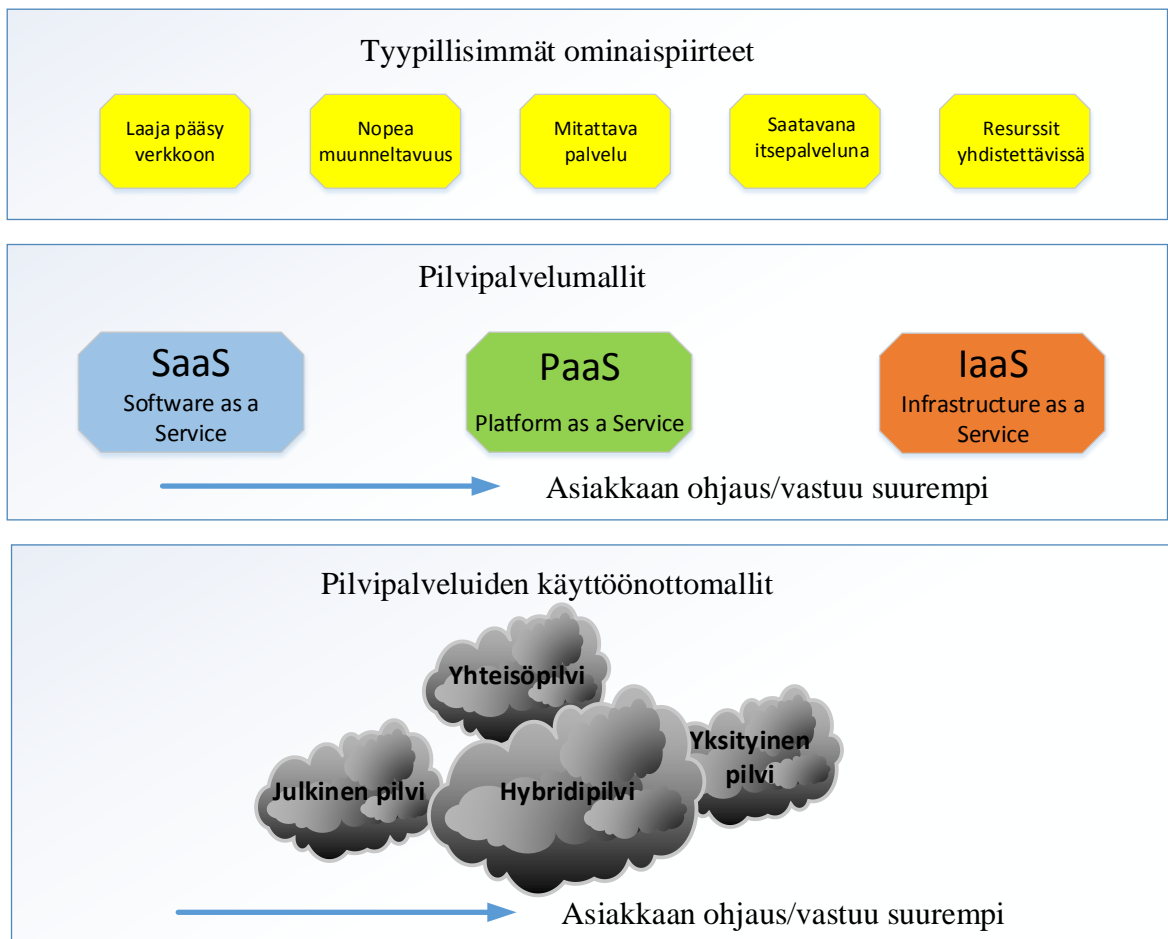 Tyypillisimmät ominaispiirteet
Laaja pääsy
verkkoon
Nopea
muunneltavuus
Mitattava
palvelu
Saatavana
itsepalveluna
Resurssit
yhdistettävissä
Pilvipalvelumallit
SaaS
Software as a
Service
PaaS
Platform as a Service
IaaS
Infrastructure as a
Service
Asiakkaan ohjaus/vastuu suurempi
Pilvipalveluiden käyttöönottomallit
Yhteisöpilvi
Yksityinen
pilvi
Julkinen pilvi
Hybridipilvi
Asiakkaan ohjaus/vastuu suurempi